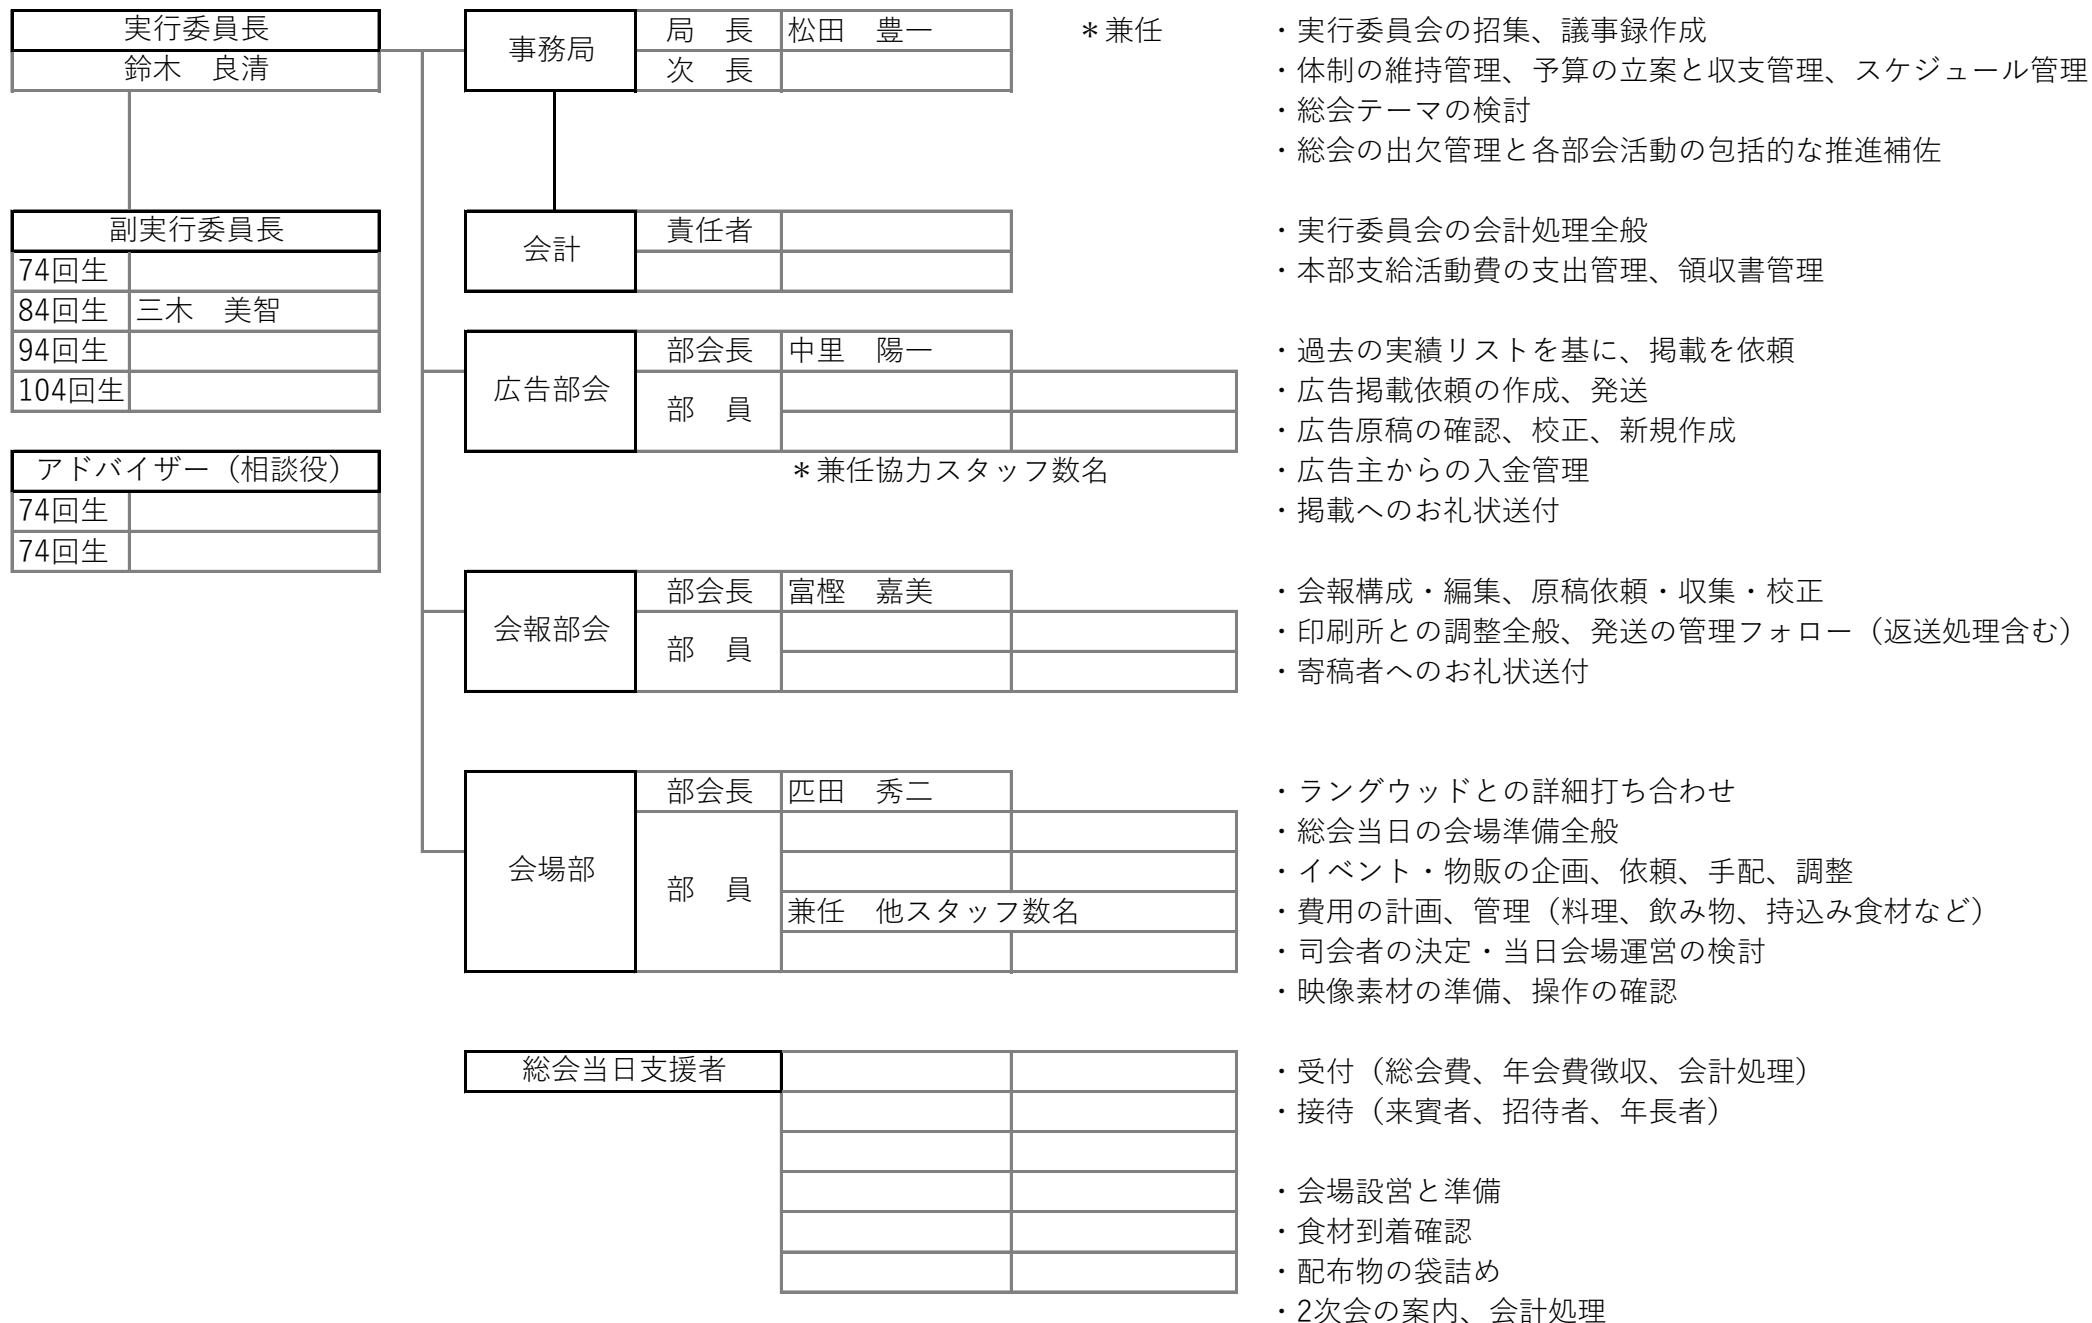 実行委員長
鈴木　良清
副実行委員長
74回生
84回生　三木　美智
94回生
104回生
アドバイザー（相談役）
74回生
74回生
事務局
局　長　松田　豊一　＊兼任
次　長
・実行委員会の招集、議事録作成
・体制の維持管理、予算の立案と収支管理、スケジュール管理
・総会テーマの検討
・総会の出欠管理と各部会活動の包括的な推進補佐
会計
責任者
・実行委員会の会計処理全般
・本部支給活動費の支出管理、領収書管理
広告部会
部会長　中里　陽一
部　員
＊兼任協力スタッフ数名
・過去の実績リストを基に、掲載を依頼
・広告掲載依頼の作成、発送
・広告原稿の確認、校正、新規作成
・広告主からの入金管理
・掲載へのお礼状送付
会報部会
部会長　富樫　嘉美
部　員
・会報構成・編集、原稿依頼・収集・校正
・印刷所との調整全般、発送の管理フォロー（返送処理含む）
・寄稿者へのお礼状送付
会場部
部会長　匹田　秀二
部　員
兼任　他スタッフ数名
・ラングウッドとの詳細打ち合わせ
・総会当日の会場準備全般
・イベント・物販の企画、依頼、手配、調整
・費用の計画、管理（料理、飲み物、持込み食材など）
・司会者の決定・当日会場運営の検討
・映像素材の準備、操作の確認
総会当日支援者
・受付（総会費、年会費徴収、会計処理）
・接待（来賓者、招待者、年長者）
・会場設営と準備
・食材到着確認
・配布物の袋詰め
・2次会の案内、会計処理